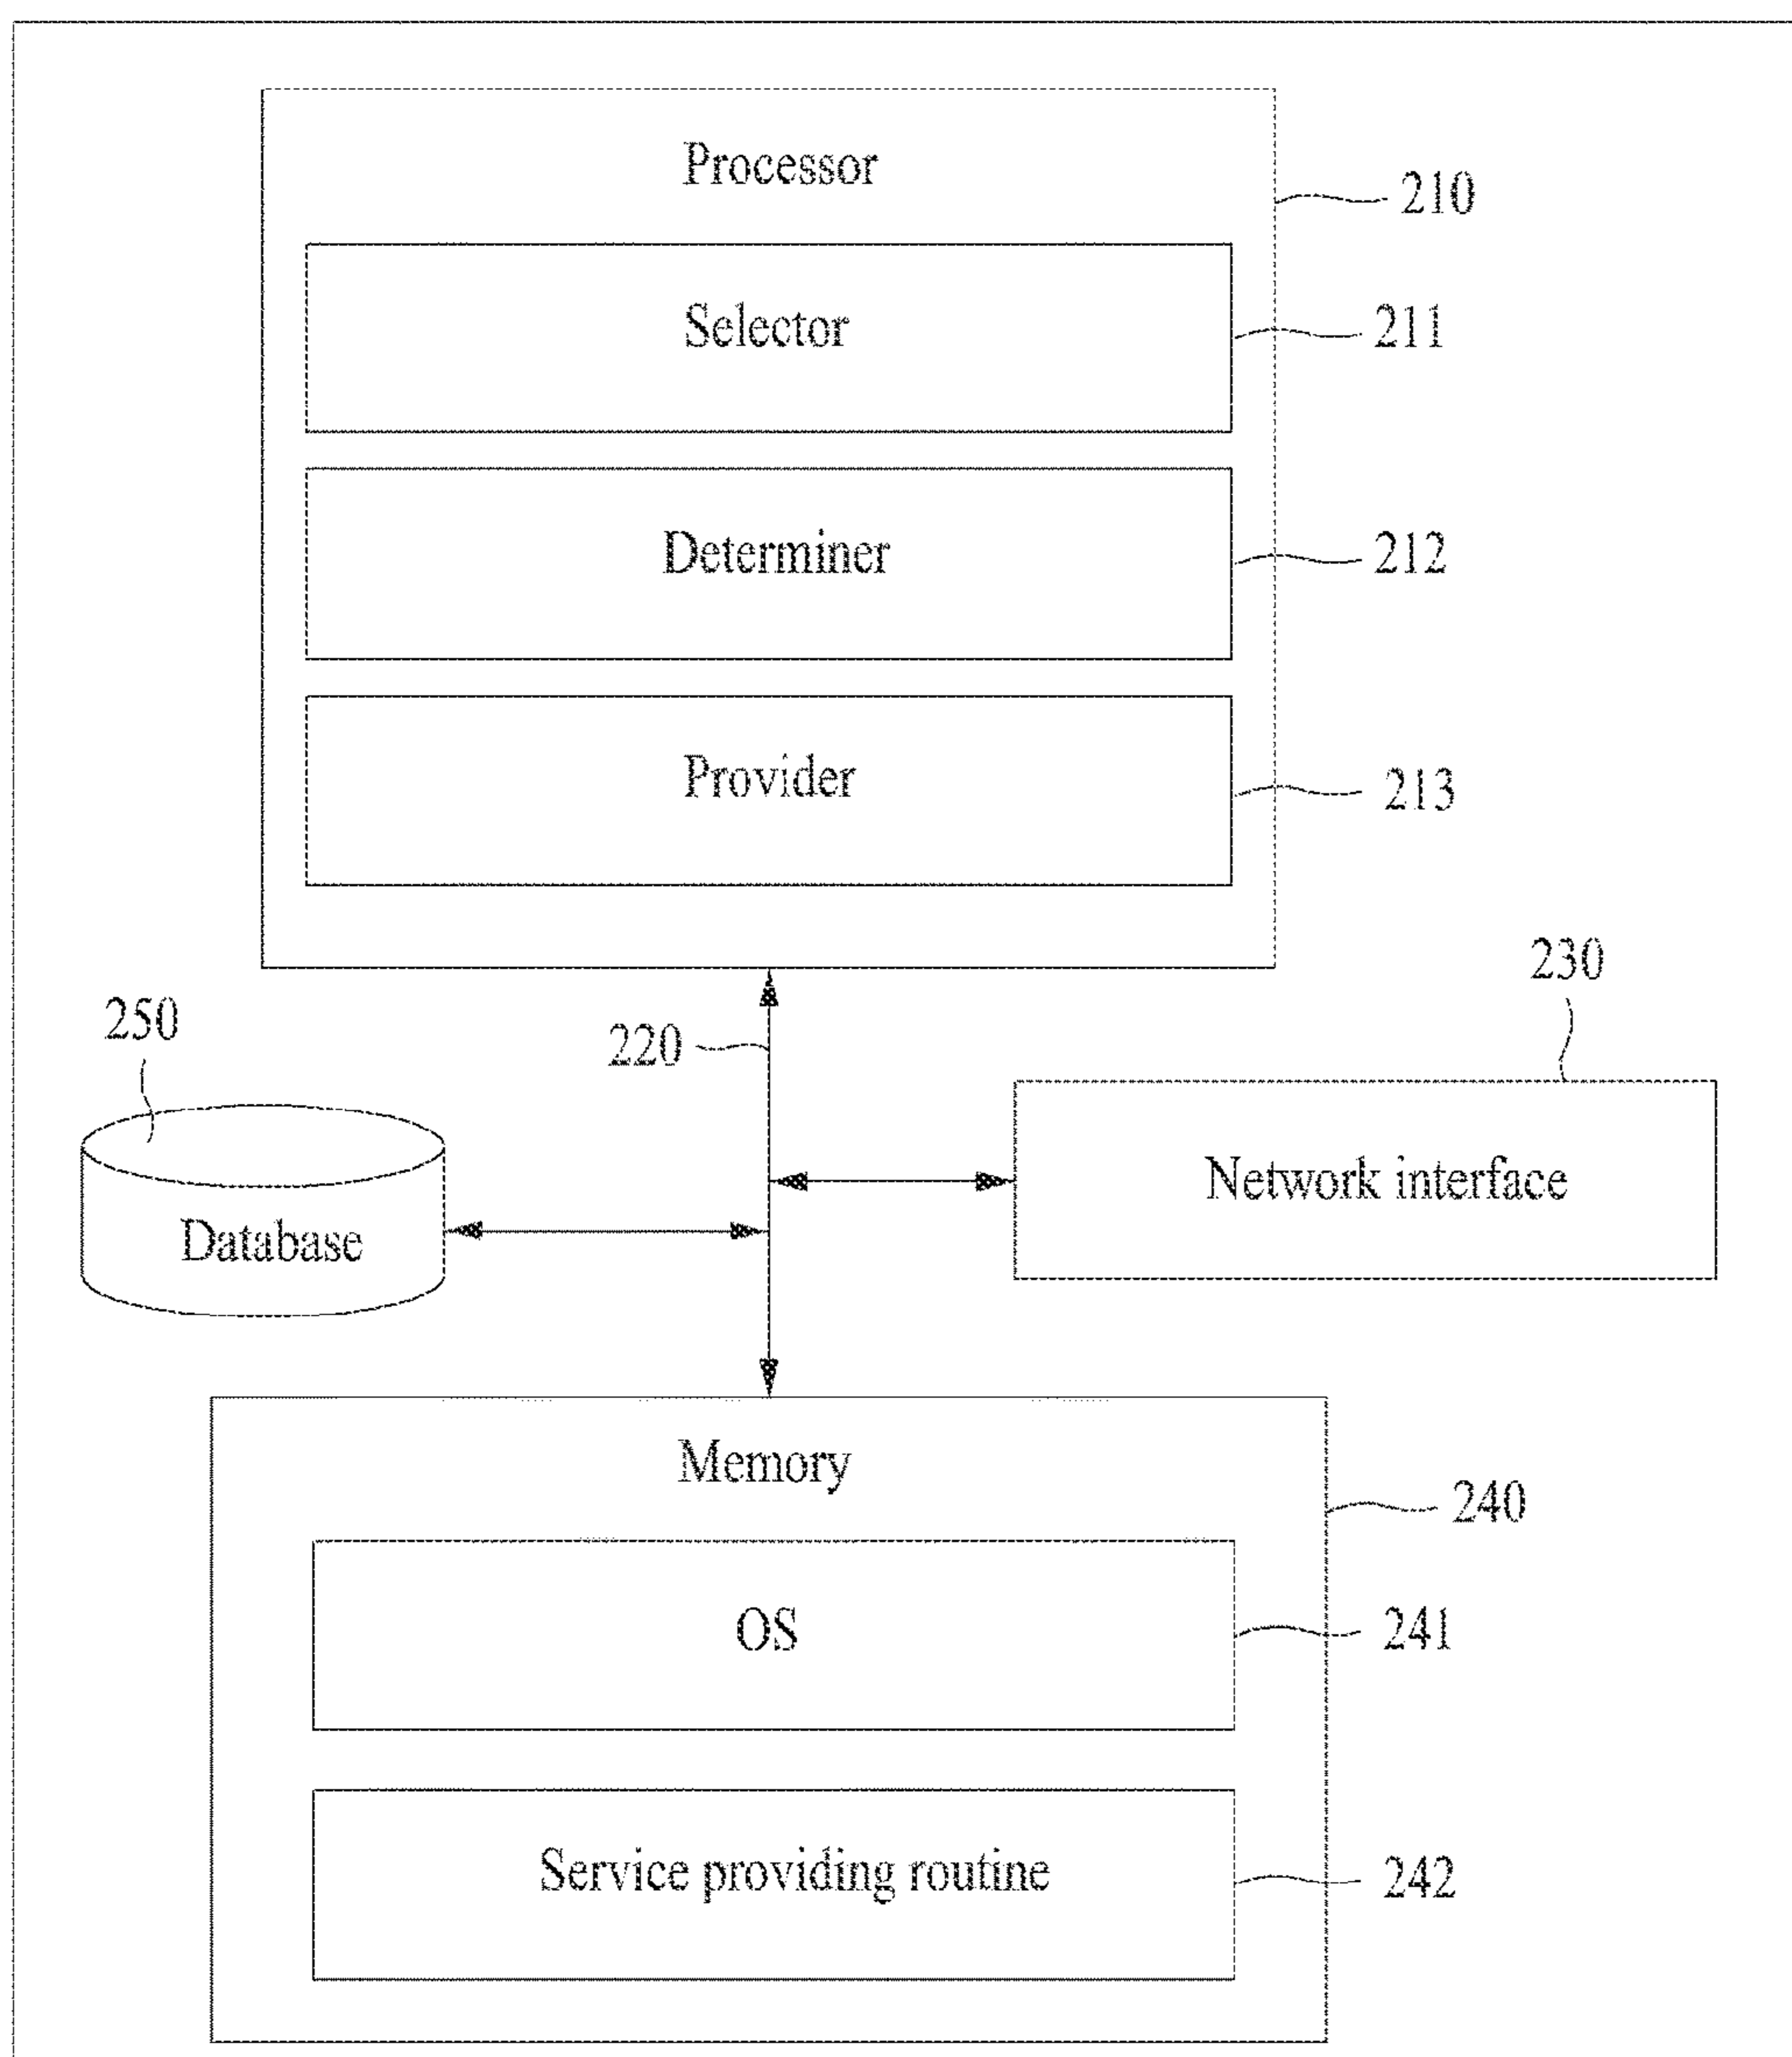 Processor
210
Selector
211
Determiner
212
Provider
213
230
250
220
Network interface
Database
Memory
240
OS
241
Service providing routine
242